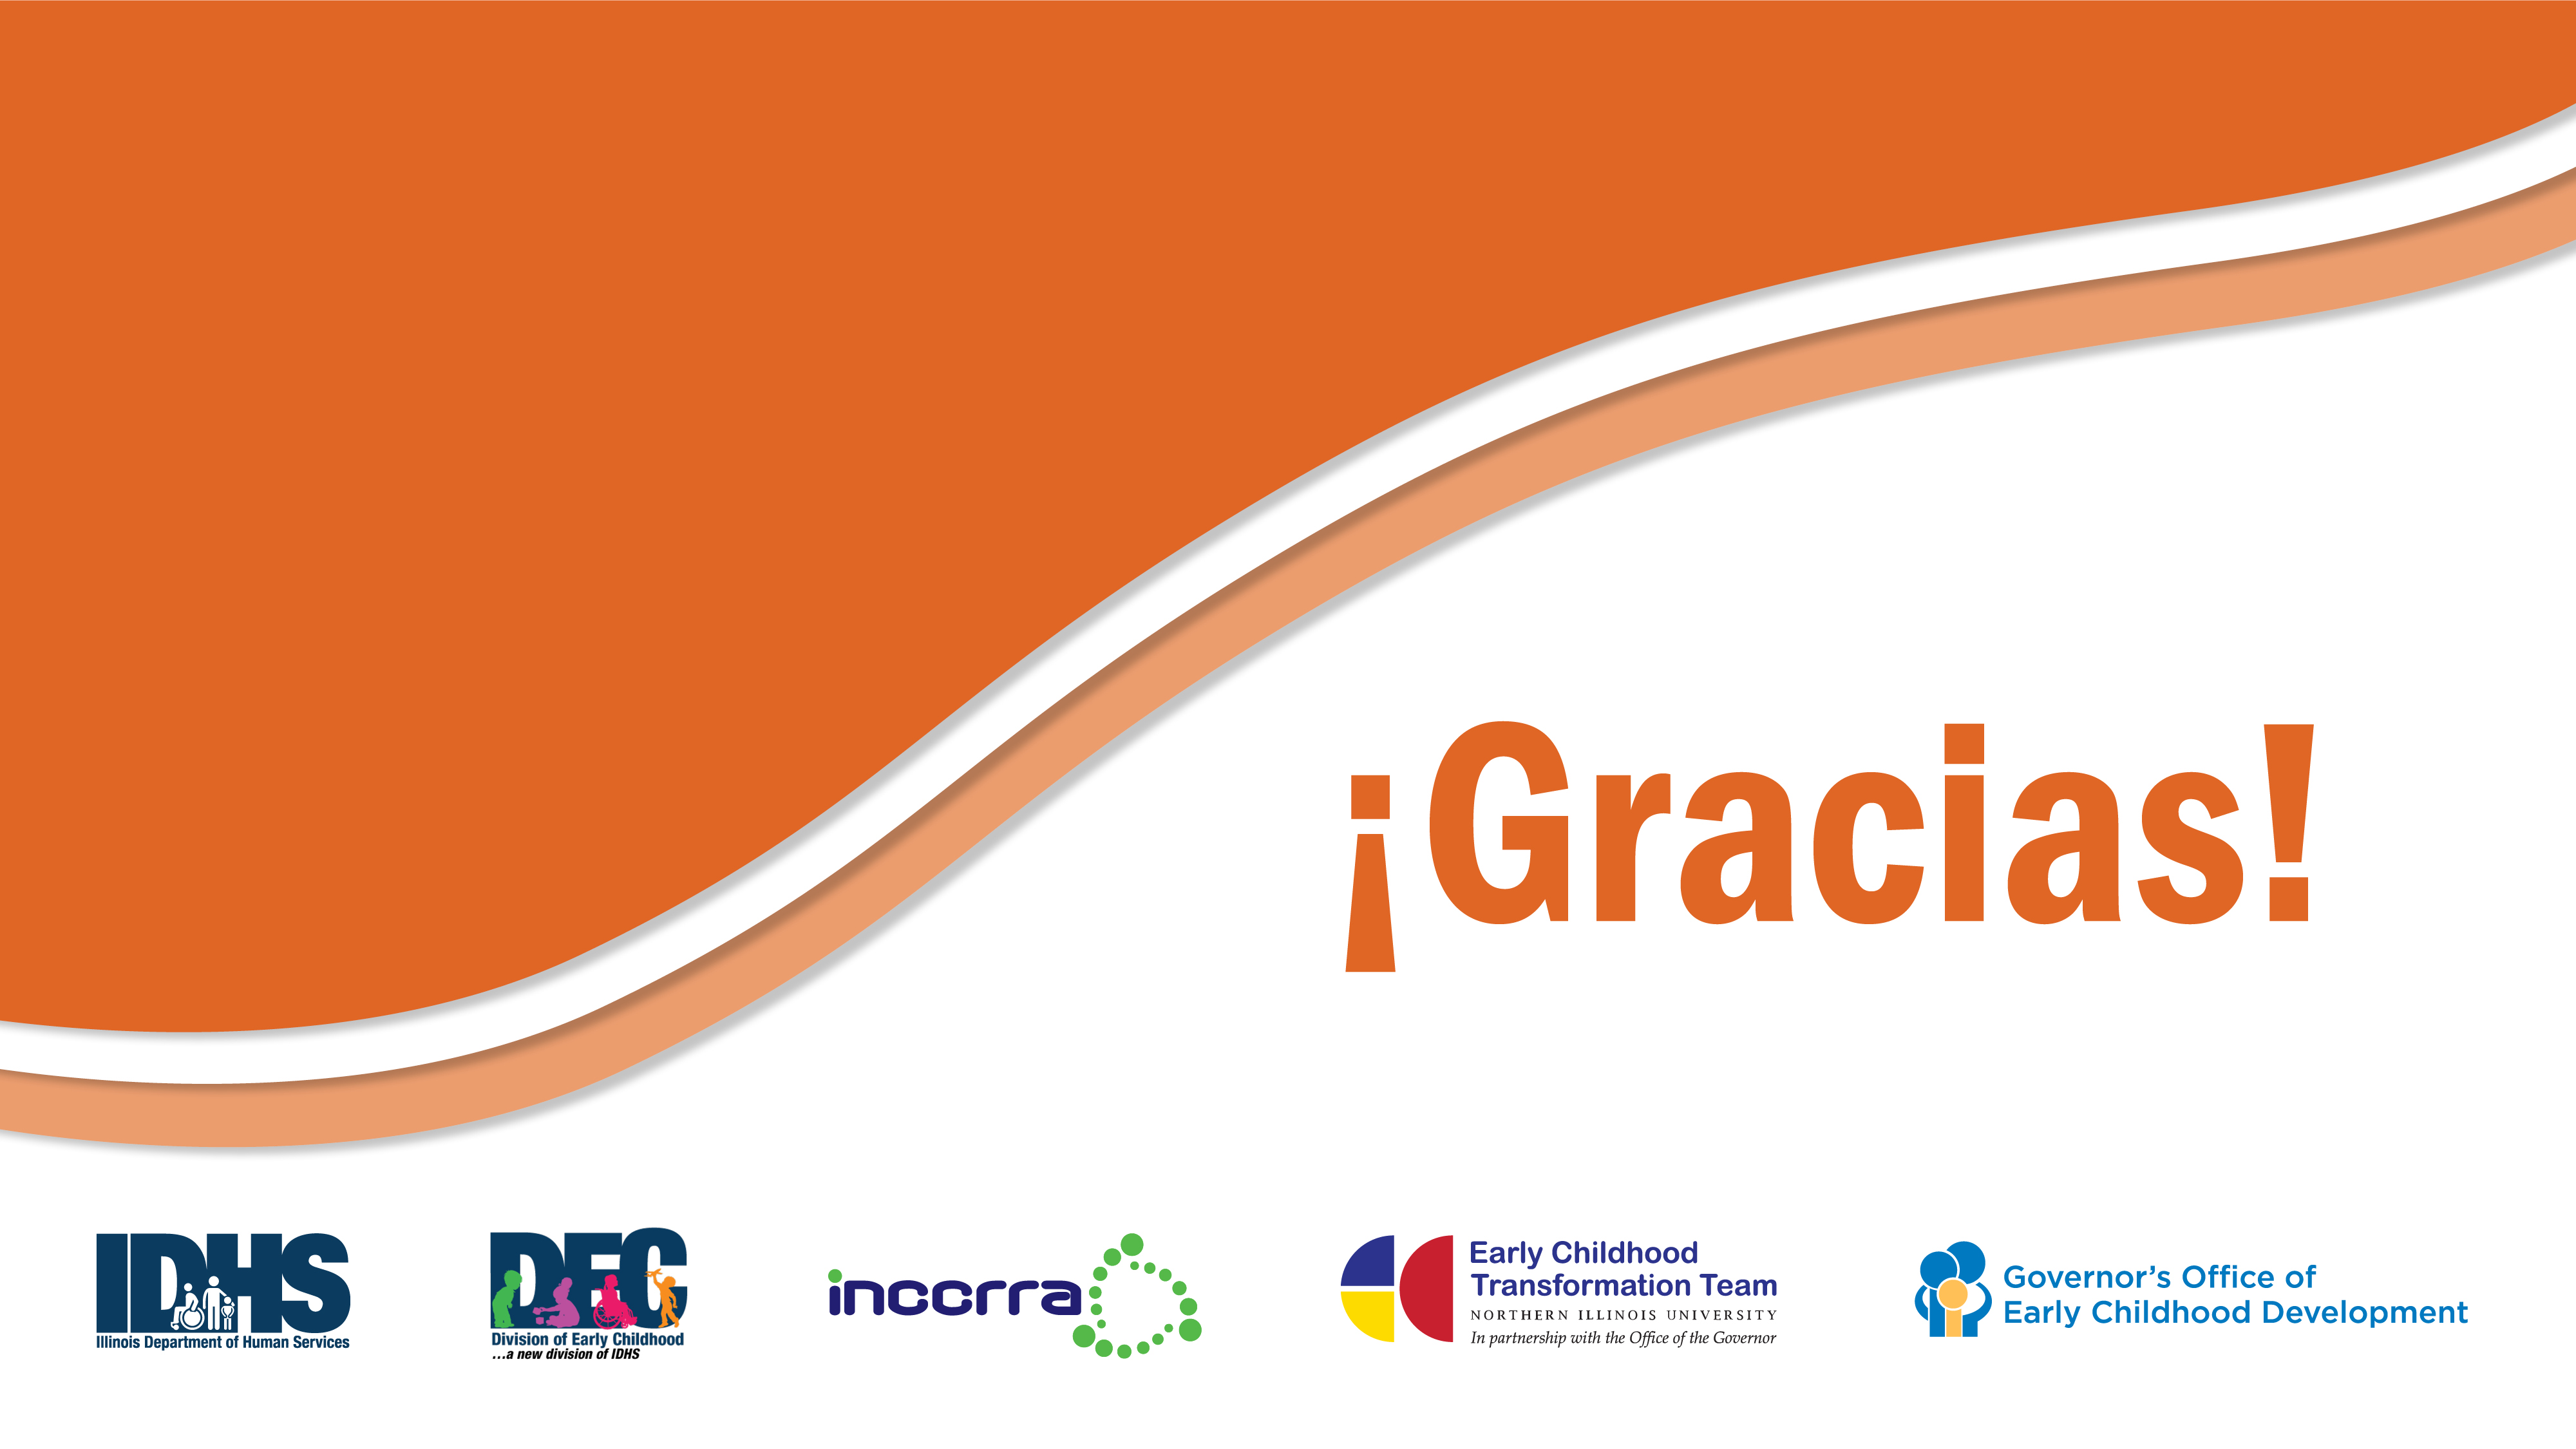 ¡Gracias!
IDHS
Illinois Department of Human Services
DEC
Division of Early Childhood
...a new division of IDHS
inccrra
Early Childhood
Transformation Team
NORTHERN ILLINOIS UNIVERSITY
In partnership with the Office of the Governor
Governor's Office of
Early Childhood Development